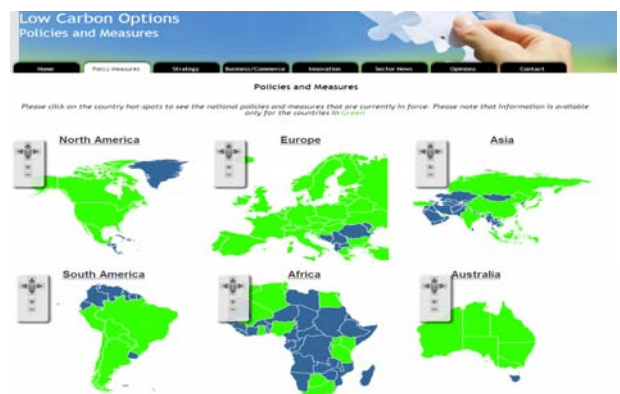 Low Carbon Options
Policies and Measures
Home Policy Measures Strategy Business/Commerce Innovation Sector News Opinions Contact
Policies and Measures
Please click on the country hot-spots to see the national policies and measures that are currently in force. Please note that information is available
only for the countries in Green
North America Europe Asia
South America Africa Australia